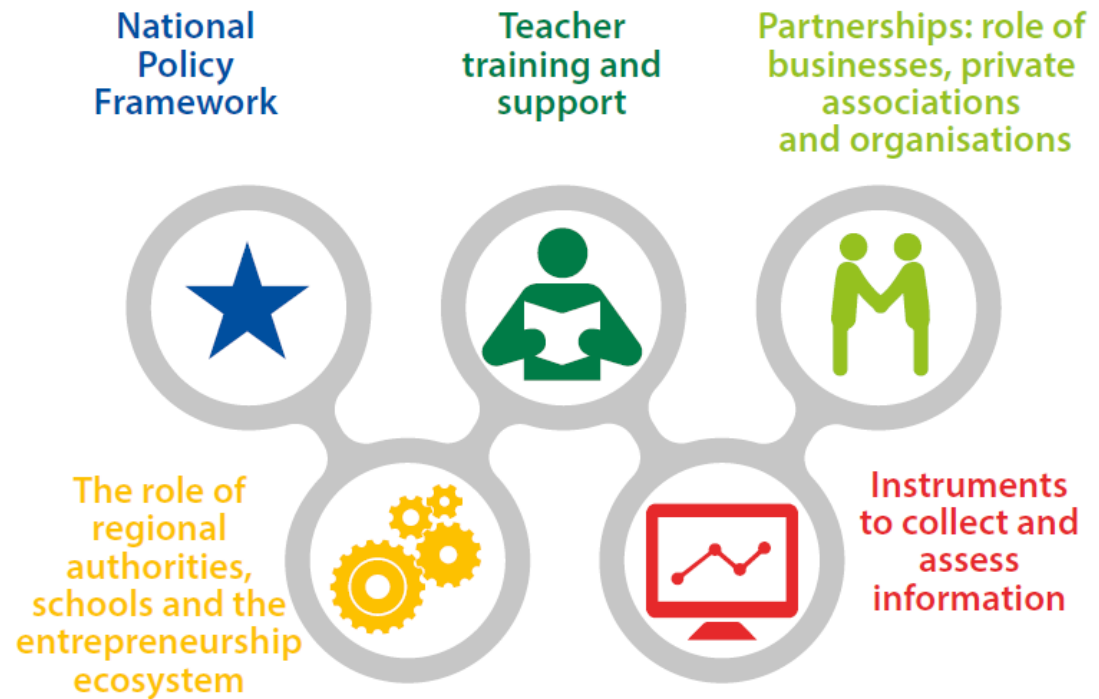 National
Policy
Framework
Teacher
training and
support
Partnerships: role of
businesses, private
associations
and organisations
The role of
regional
authorities,
schools and the
entrepreneurship
ecosystem
Instruments
to collect and
assess
information